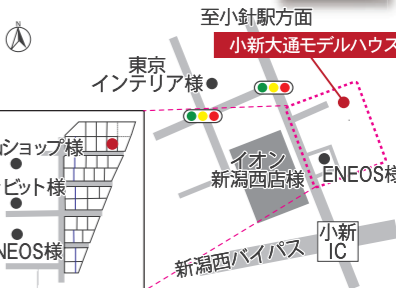 N
至小針駅方面
小新大通モデルハウス
東京
インテリア様
ショップ様
ビット様
NEOS様
イオン
新潟西店様
ENEOS様
小新
IC
新潟西バイパス